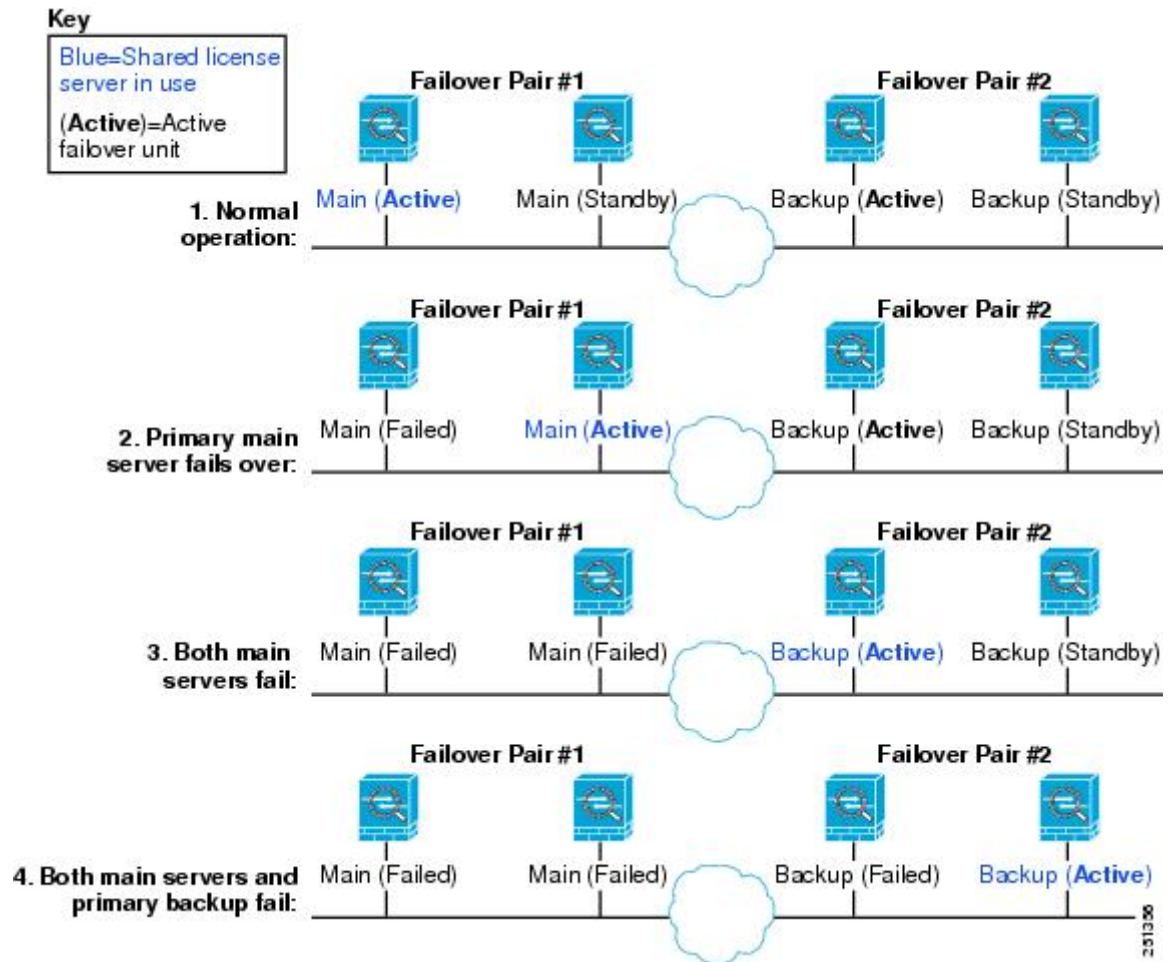 Key
Blue=Shared license
server in use
(Active)=Active
failover unit
Failover Pair #1
Failover Pair #2
Main (Active)
Main (Standby)
Backup (Active)
Backup (Standby)
1. Normal
operation:
Failover Pair #1
Failover Pair #2
Main (Failed)
Main (Active)
Backup (Active)
Backup (Standby)
2. Primary main
server fails over:
Failover Pair #1
Failover Pair #2
Main (Failed)
Main (Failed)
Backup (Active)
Backup (Standby)
3. Both main
servers fail:
Failover Pair #1
Failover Pair #2
Main (Failed)
Main (Failed)
Backup (Failed)
Backup (Active)
4. Both main servers and
primary backup fail: